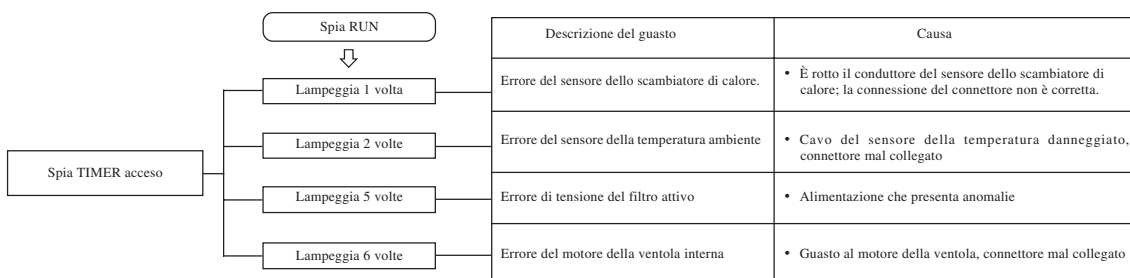 Spia RUN
Descrizione del guasto
Causa
Spia TIMER acceso
Lampeggia 1 volta
Errore del sensore dello scambiatore di calore.
• È rotto il conduttore del sensore dello scambiatore di
calore; la connessione del connettore non è corretta.
Lampeggia 2 volte
Errore del sensore della temperatura ambiente
• Cavo del sensore della temperatura danneggiato,
connettore mal collegato
Lampeggia 5 volte
Errore di tensione del filtro attivo
• Alimentazione che presenta anomalie
Lampeggia 6 volte
Errore del motore della ventola interna
• Guasto al motore della ventola, connettore mal collegato